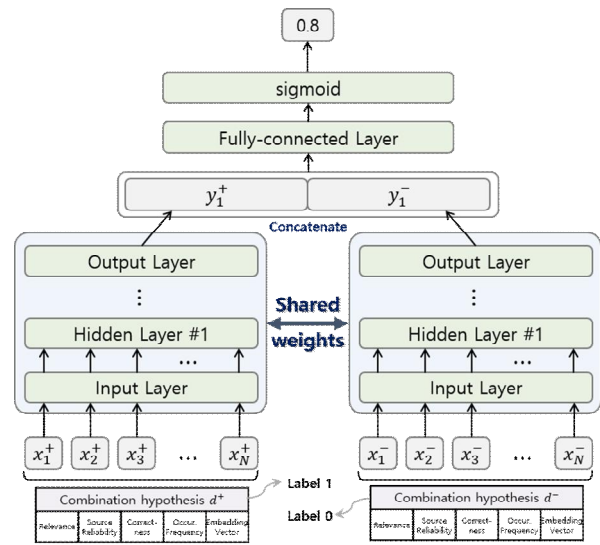 0.8
sigmoid
Fully-connected Layer
y₁⁺ y₁⁻
Concatenate
Output Layer Output Layer
⋮ ⋮
Shared
weights
Hidden Layer #1 Hidden Layer #1
... ...
Input Layer Input Layer
x₁⁺ x₂⁺ x₃⁺ ... x_N⁺ x₁⁻ x₂⁻ x₃⁻ ... x_N⁻
Label 1
Combination hypothesis d⁺ Combination hypothesis d⁻
Label 0
Relevance Source Reliability Correct-ness Occur. Frequency Embedding Vector
Relevance Source Reliability Correct-ness Occur. Frequency Embedding Vector